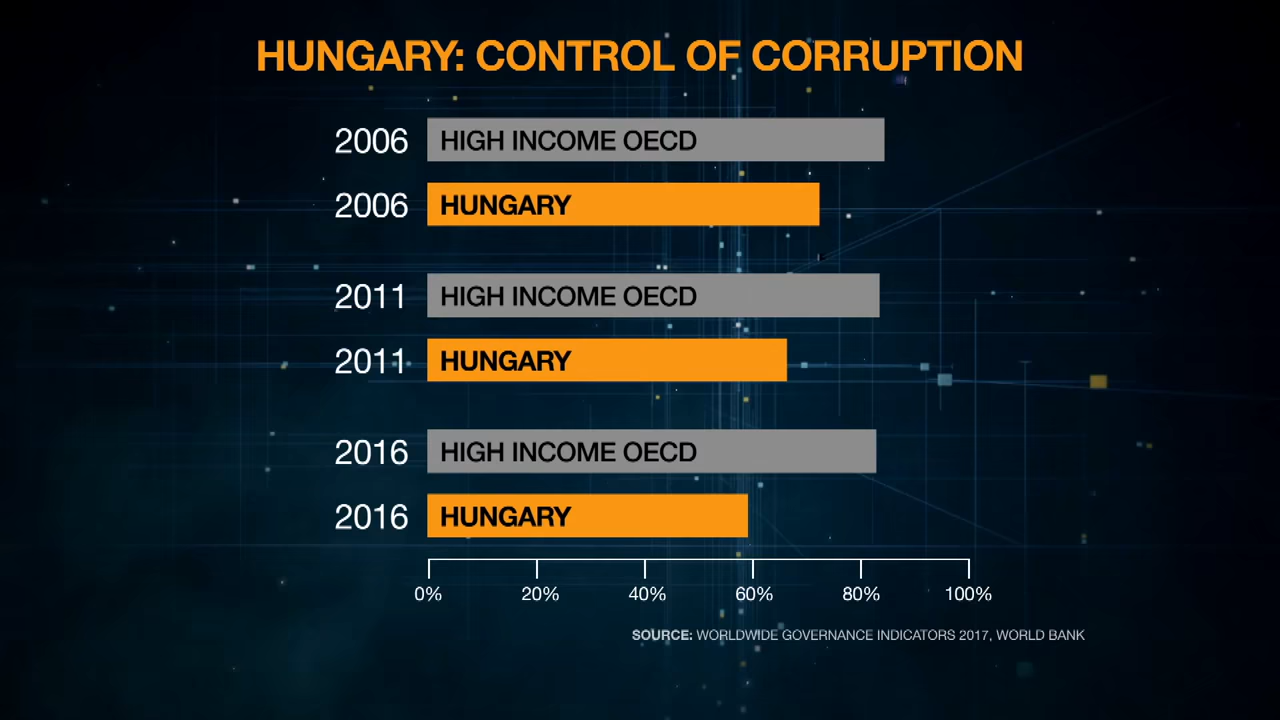 HUNGARY: CONTROL OF CORRUPTION
2006 HIGH INCOME OECD
2006 HUNGARY
2011 HIGH INCOME OECD
2011 HUNGARY
2016 HIGH INCOME OECD
2016 HUNGARY
0% 20% 40% 60% 80% 100%
SOURCE: WORLDWIDE GOVERNANCE INDICATORS 2017, WORLD BANK